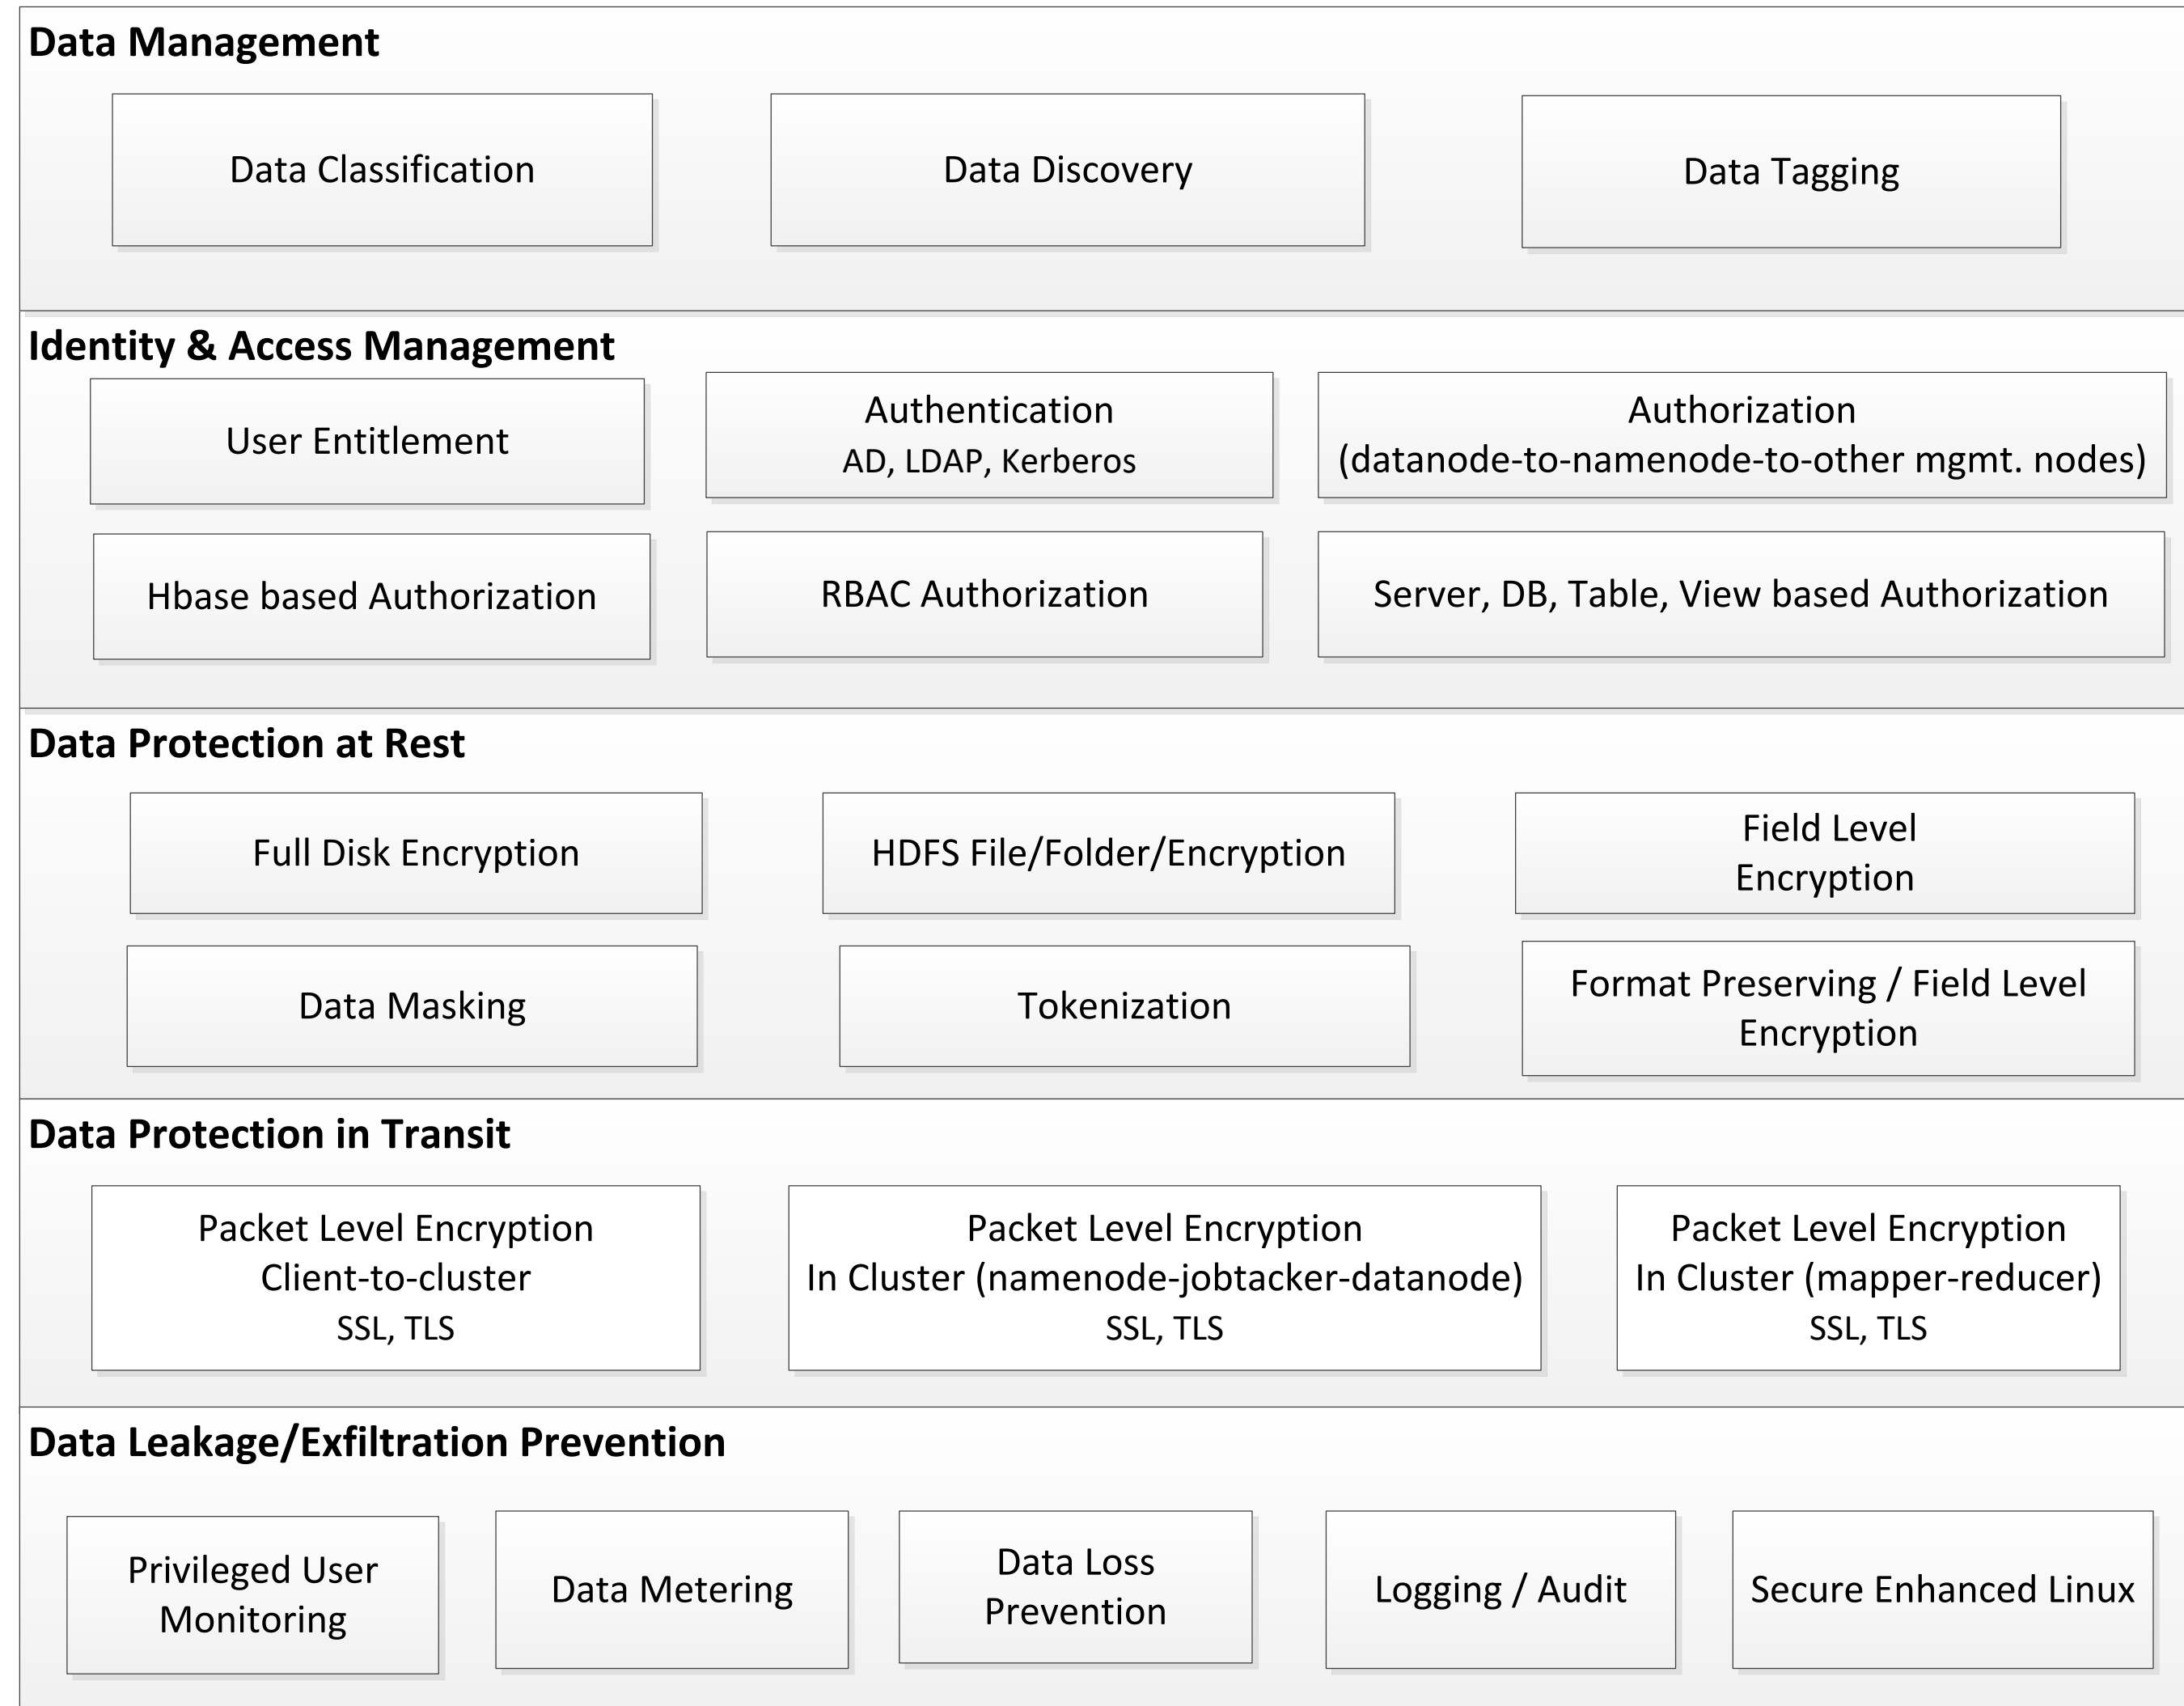 Data Management
Data Classification
Data Discovery
Data Tagging
Identity & Access Management
User Entitlement
Authentication
AD, LDAP, Kerberos
Authorization
(datanode-to-namenode-to-other mgmt. nodes)
Hbase based Authorization
RBAC Authorization
Server, DB, Table, View based Authorization
Data Protection at Rest
Full Disk Encryption
HDFS File/Folder/Encryption
Field Level
Encryption
Data Masking
Tokenization
Format Preserving / Field Level
Encryption
Data Protection in Transit
Packet Level Encryption
Client-to-cluster
SSL, TLS
Packet Level Encryption
In Cluster (namenode-jobtacker-datanode)
SSL, TLS
Packet Level Encryption
In Cluster (mapper-reducer)
SSL, TLS
Data Leakage/Exfiltration Prevention
Privileged User
Monitoring
Data Metering
Data Loss
Prevention
Logging / Audit
Secure Enhanced Linux